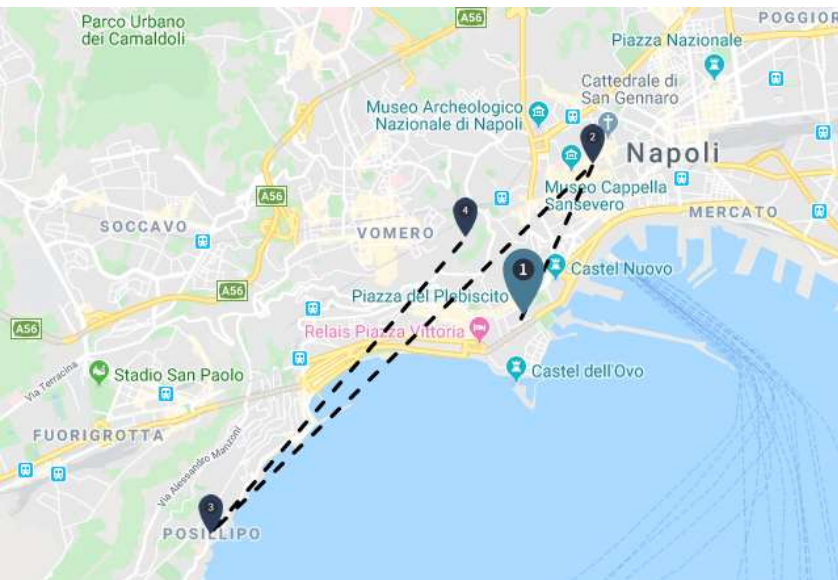 Parco Urbano
dei Camaldoli
A56
POGGIOR
Piazza Nazionale
Cattedrale di
San Gennaro
Museo Archeologico
Nazionale di Napoli
2
Napoli
Museo Cappella
Sansevero
A56
4
SOCCAVO
VOMERO
MERCATO
1
Castel Nuovo
A56
Piazza del Plebiscito
A56
Relais Piazza Vittoria
Via Terracina
Stadio San Paolo
Castel dell'Ovo
FUORIGROTTA
Via Alessandro Manzoni
3
POSILLIPO